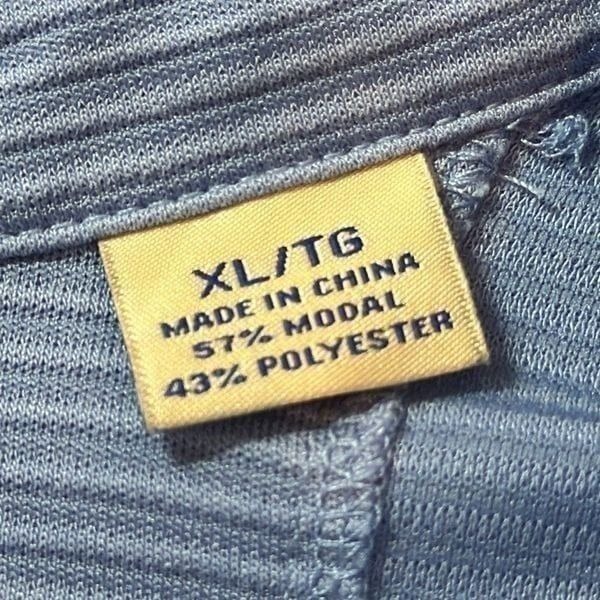 XL/TG
MADE IN CHINA
57% MODAL
43% POLYESTER